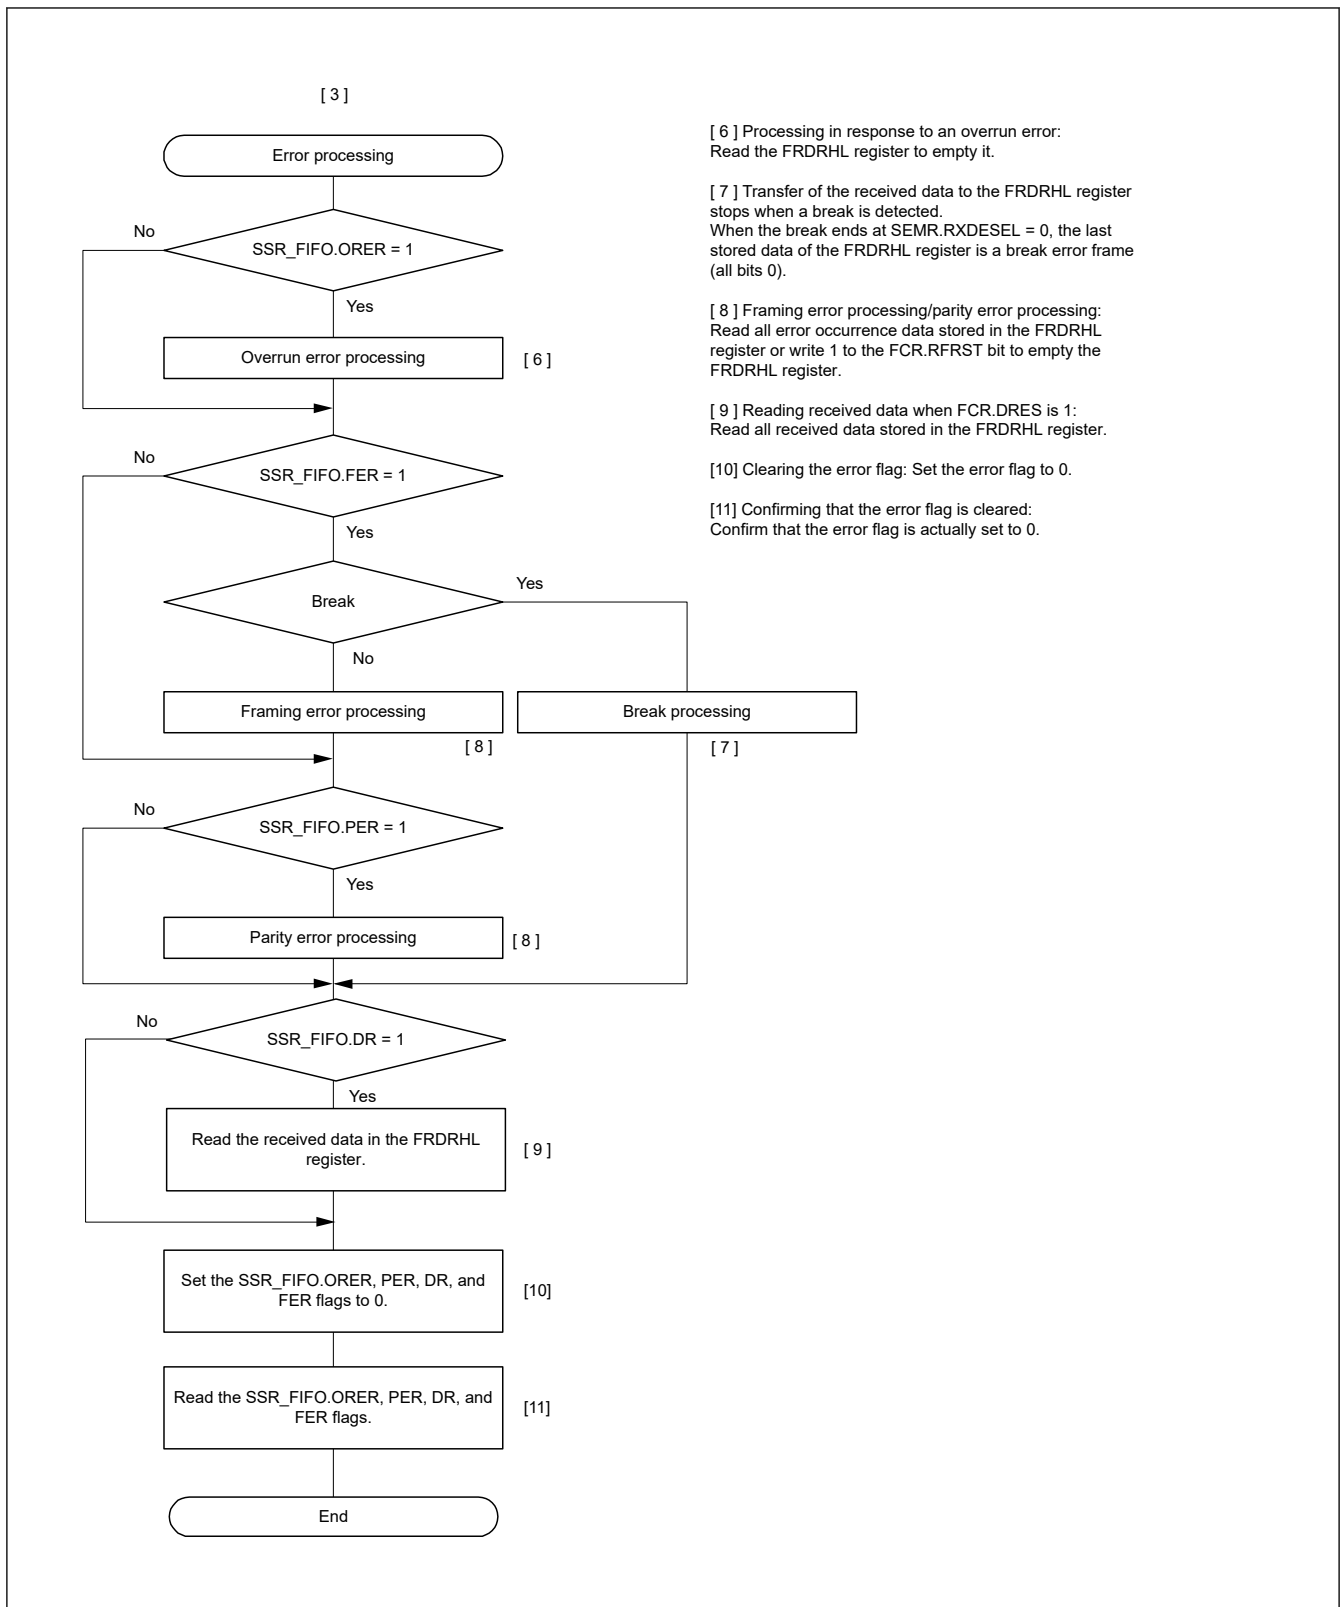 [ 3 ]
Error processing
No
SSR_FIFO.ORER = 1
Yes
Overrun error processing
[ 6 ]
No
SSR_FIFO.FER = 1
Yes
Break
Yes
No
Framing error processing
[ 8 ]
Break processing
[ 7 ]
No
SSR_FIFO.PER = 1
Yes
Parity error processing
[ 8 ]
No
SSR_FIFO.DR = 1
Yes
Read the received data in the FRDRHL
register.
[ 9 ]
Set the SSR_FIFO.ORER, PER, DR, and
FER flags to 0.
[10]
Read the SSR_FIFO.ORER, PER, DR, and
FER flags.
[11]
End
[ 6 ] Processing in response to an overrun error:
Read the FRDRHL register to empty it.
[ 7 ] Transfer of the received data to the FRDRHL register
stops when a break is detected.
When the break ends at SEMR.RXDESEL = 0, the last
stored data of the FRDRHL register is a break error frame
(all bits 0).
[ 8 ] Framing error processing/parity error processing:
Read all error occurrence data stored in the FRDRHL
register or write 1 to the FCR.RFRST bit to empty the
FRDRHL register.
[ 9 ] Reading received data when FCR.DRES is 1:
Read all received data stored in the FRDRHL register.
[10] Clearing the error flag: Set the error flag to 0.
[11] Confirming that the error flag is cleared:
Confirm that the error flag is actually set to 0.